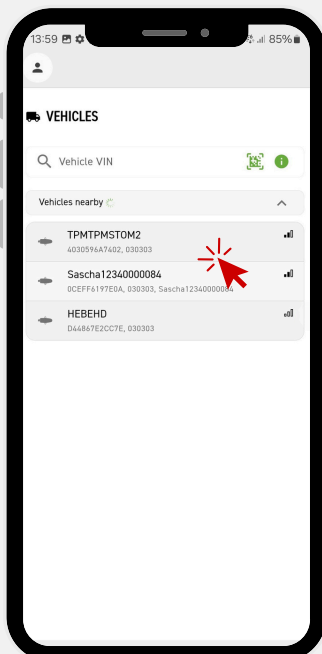 13:59
85%
VEHICLES
Vehicle VIN
Vehicles nearby
TPMTPMSTOM2
4030596A7402, 030303
Sascha12340000084
0CEFF6197E0A, 030303, Sascha12340000084
HEBEHD
D44867E2CC7E, 030303